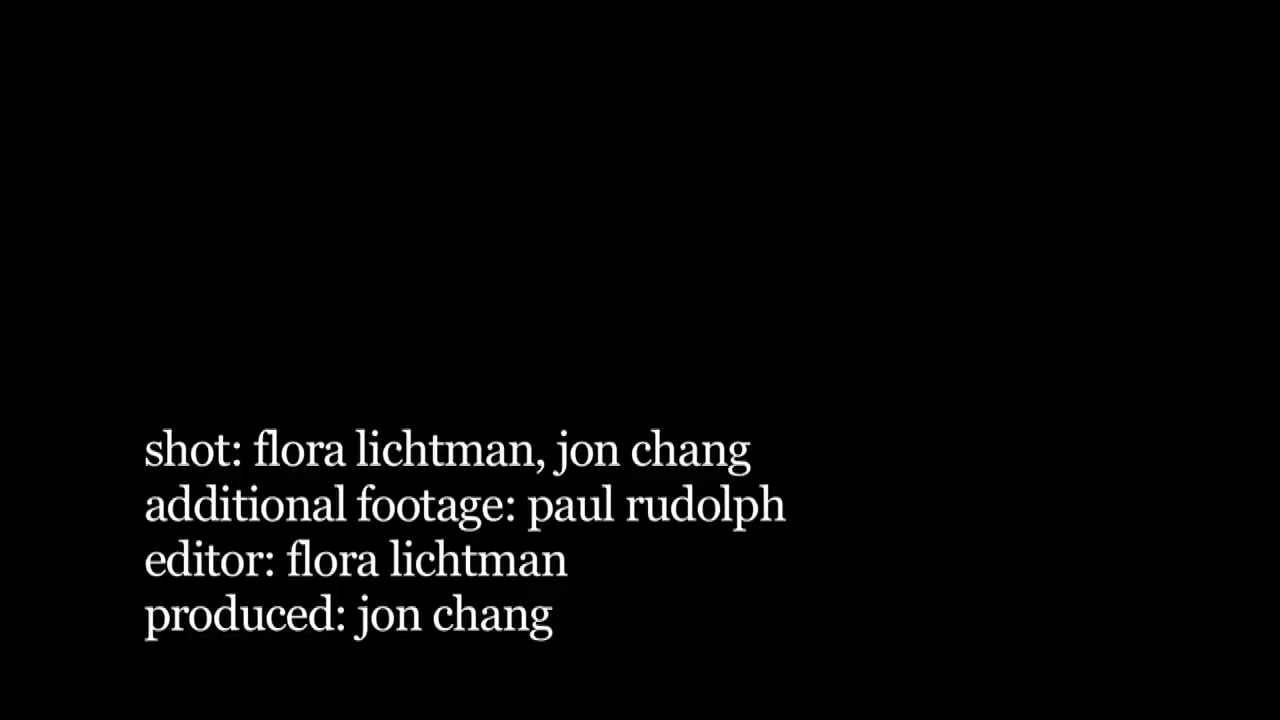 shot: flora lichtman, jon chang
additional footage: paul rudolph
editor: flora lichtman
produced: jon chang